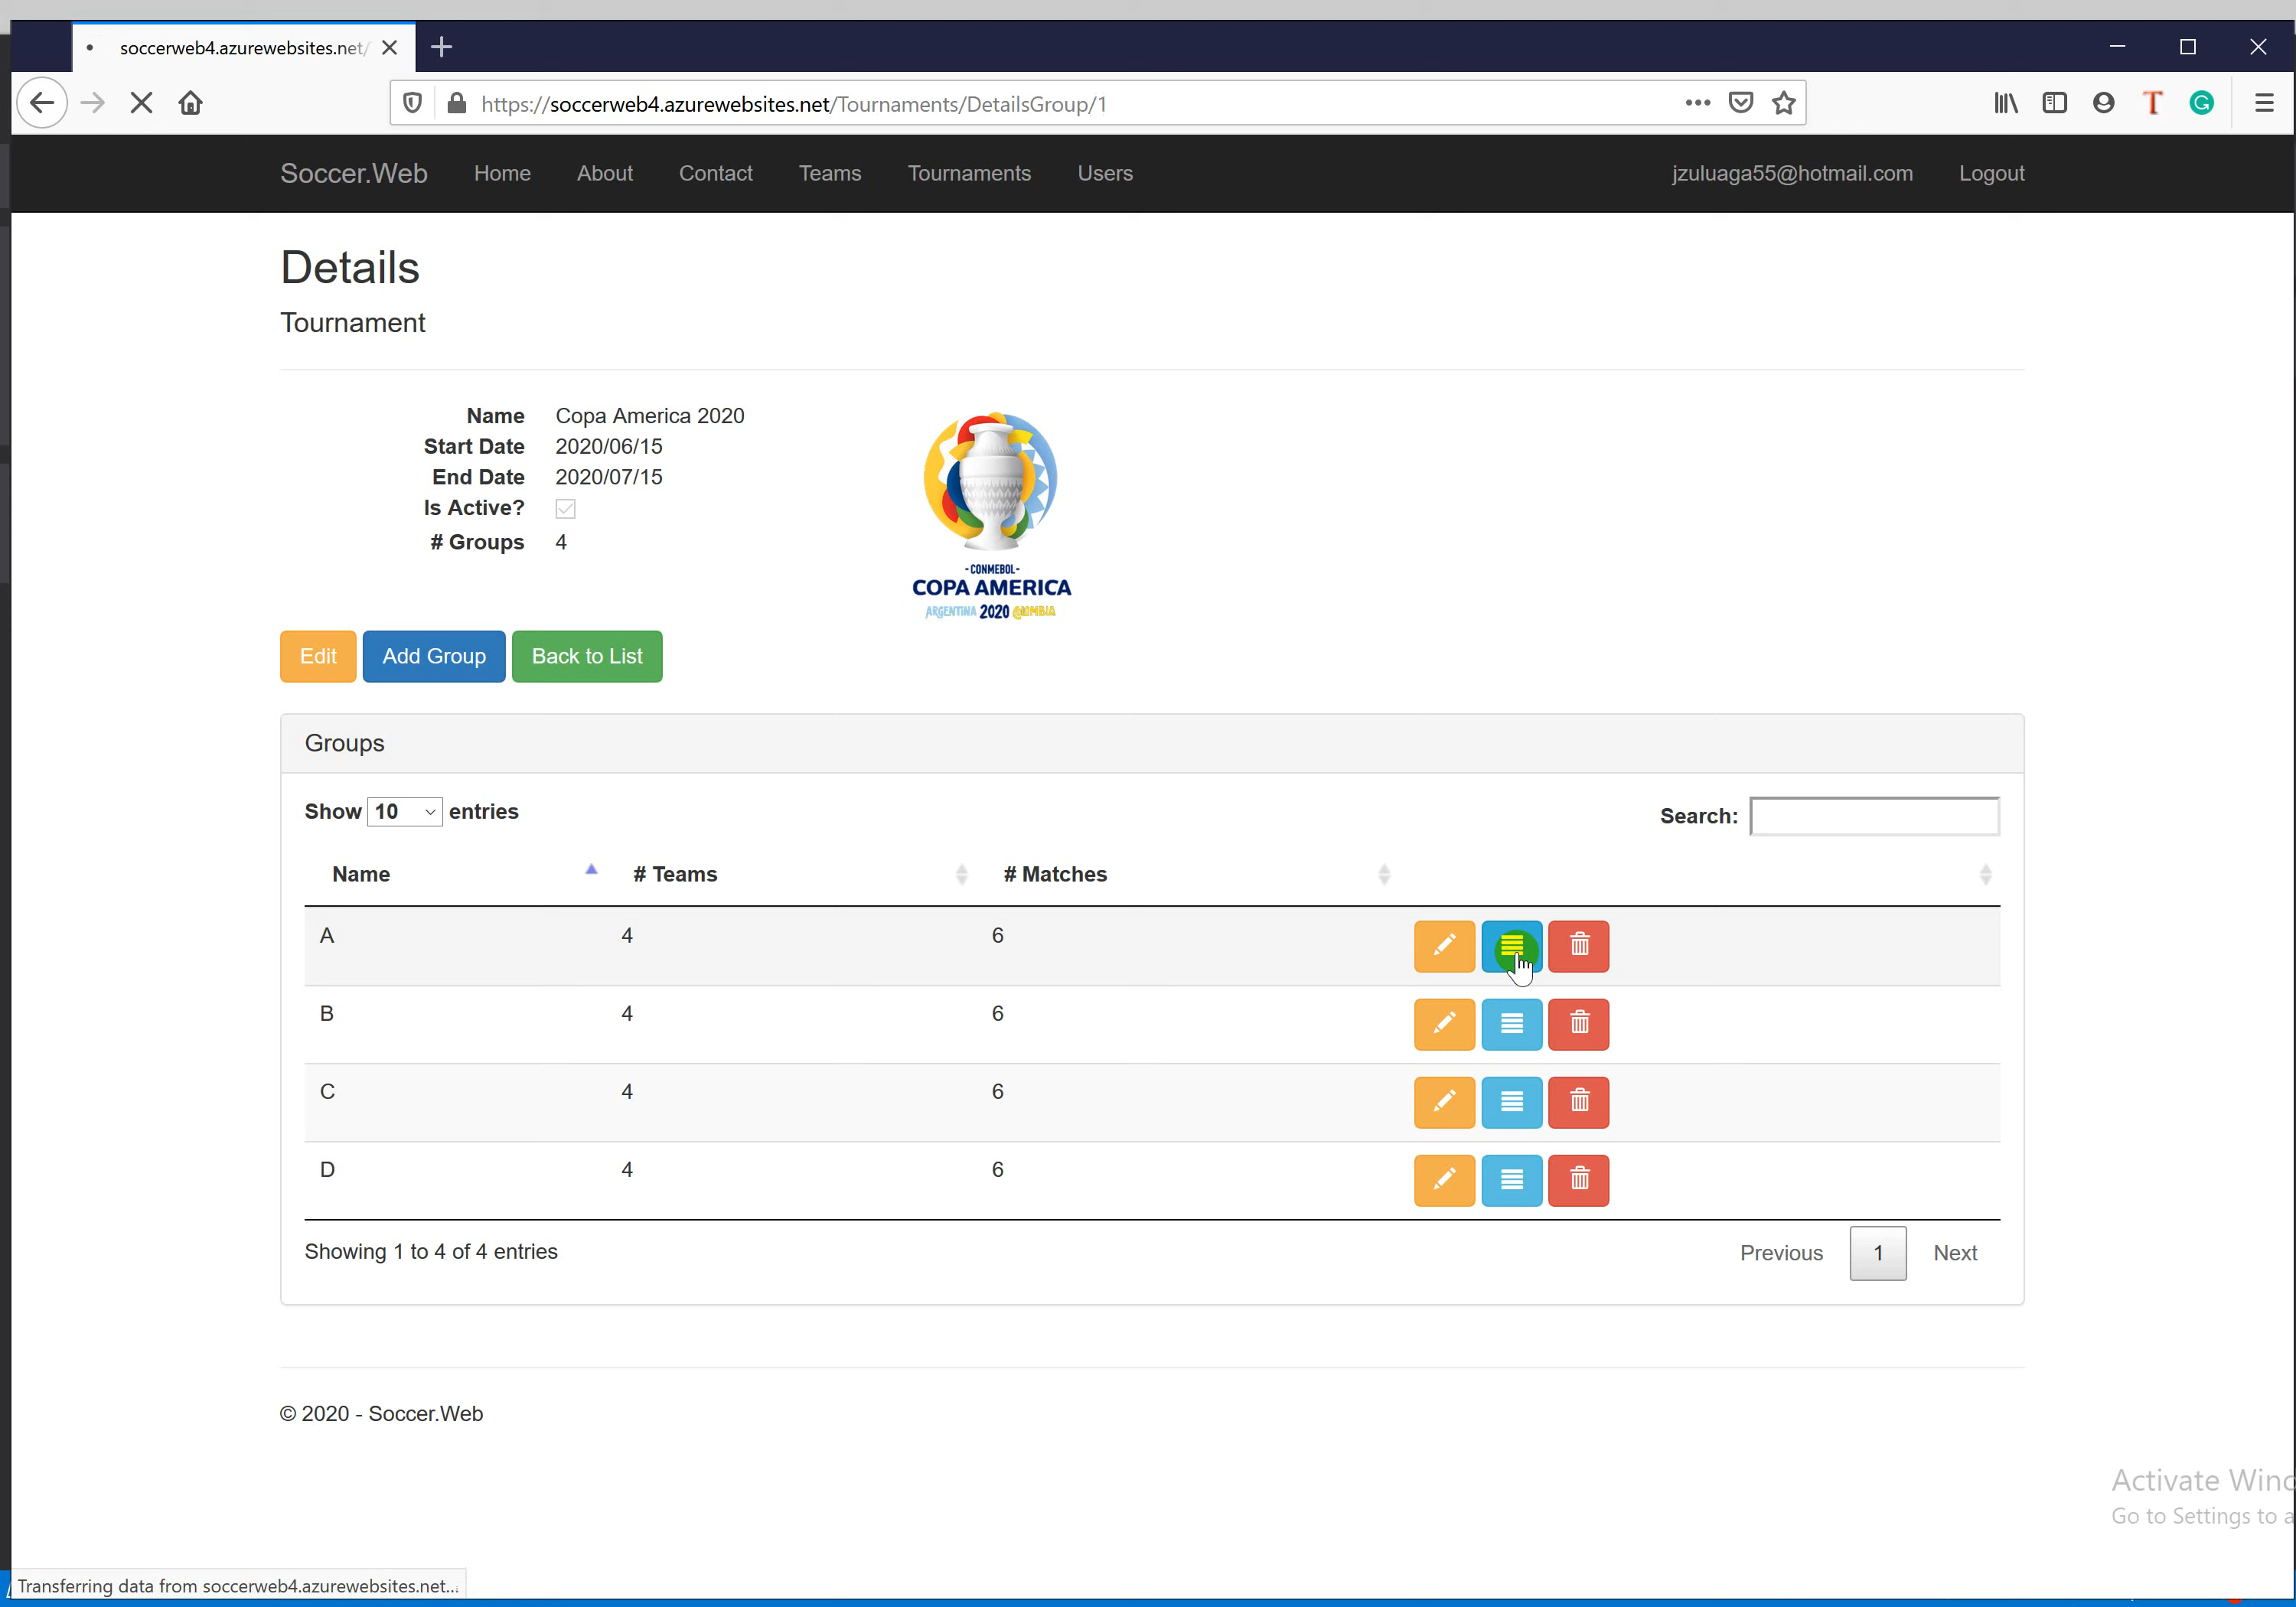 soccerweb4.azurewebsites.net/
https://soccerweb4.azurewebsites.net/Tournaments/DetailsGroup/1
Soccer.Web Home About Contact Teams Tournaments Users jzuluaga55@hotmail.com Logout
Details
Tournament
Name Copa America 2020
Start Date 2020/06/15
End Date 2020/07/15
Is Active?
# Groups 4
- CONMEBOL -
COPA AMERICA
ARGENTINA 2020 COLOMBIA
Edit Add Group Back to List
Groups
Show 10 entries Search:
Name # Teams # Matches
A 4 6
B 4 6
C 4 6
D 4 6
Showing 1 to 4 of 4 entries Previous 1 Next
© 2020 - Soccer.Web
Activate Winc
Go to Settings to a
Transferring data from soccerweb4.azurewebsites.net...